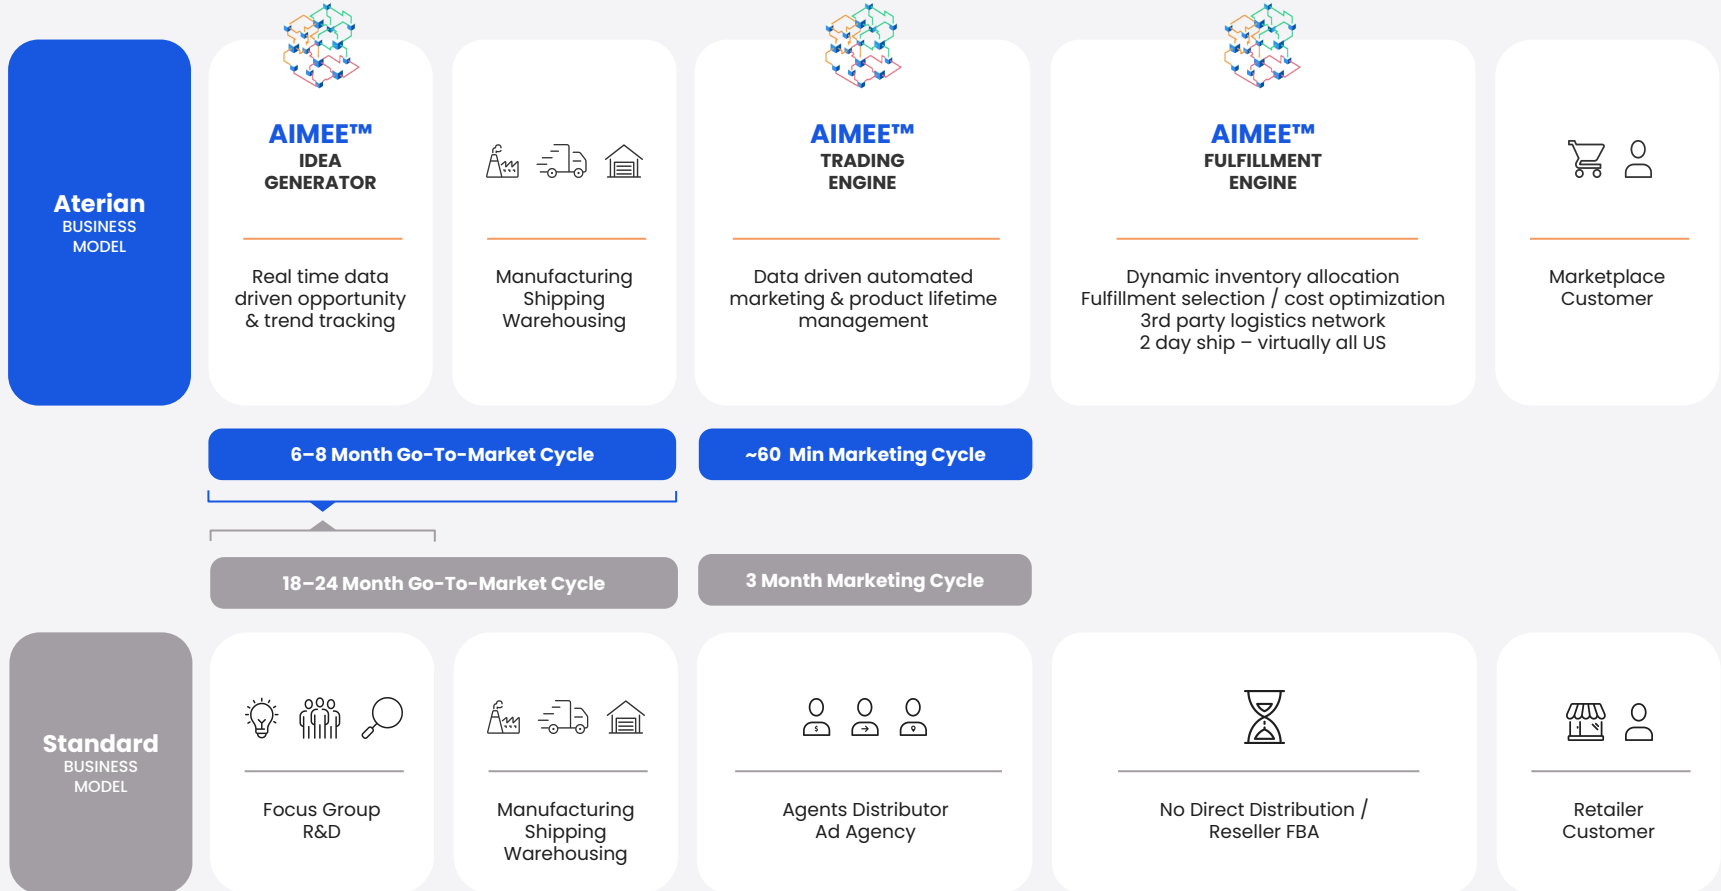 Aterian
BUSINESS
MODEL
AIMEE™
IDEA
GENERATOR
Real time data
driven opportunity
& trend tracking
Manufacturing
Shipping
Warehousing
AIMEE™
TRADING
ENGINE
Data driven automated
marketing & product lifetime
management
AIMEE™
FULFILLMENT
ENGINE
Dynamic inventory allocation
Fulfillment selection / cost optimization
3rd party logistics network
2 day ship – virtually all US
Marketplace
Customer
6–8 Month Go-To-Market Cycle
~60 Min Marketing Cycle
18–24 Month Go-To-Market Cycle
3 Month Marketing Cycle
Standard
BUSINESS
MODEL
Focus Group
R&D
Manufacturing
Shipping
Warehousing
$
Agents Distributor
Ad Agency
No Direct Distribution /
Reseller FBA
Retailer
Customer